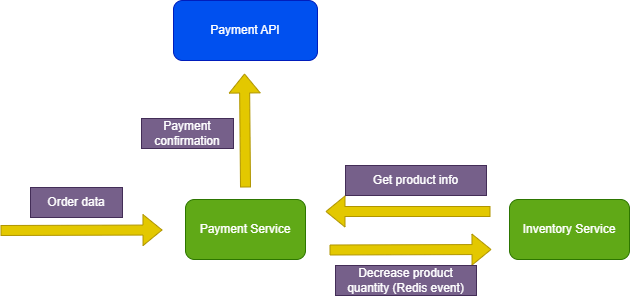 Payment API
Payment
confirmation
Get product info
Order data
Payment Service
Inventory Service
Decrease product
quantity (Redis event)